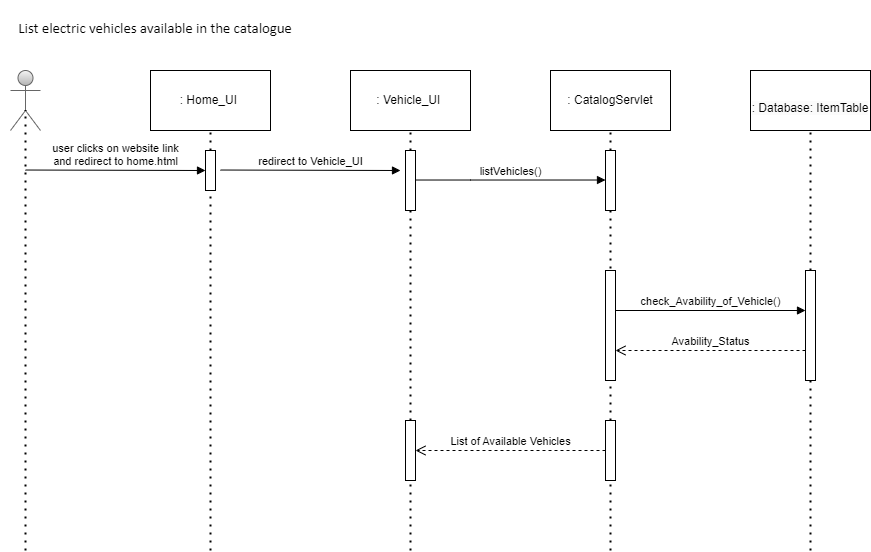 List electric vehicles available in the catalogue
: Home_UI
: Vehicle_UI
: CatalogServlet
: Database: ItemTable
user clicks on website link
and redirect to home.html
redirect to Vehicle_UI
listVehicles()
check_Avability_of_Vehicle()
Avability_Status
List of Available Vehicles